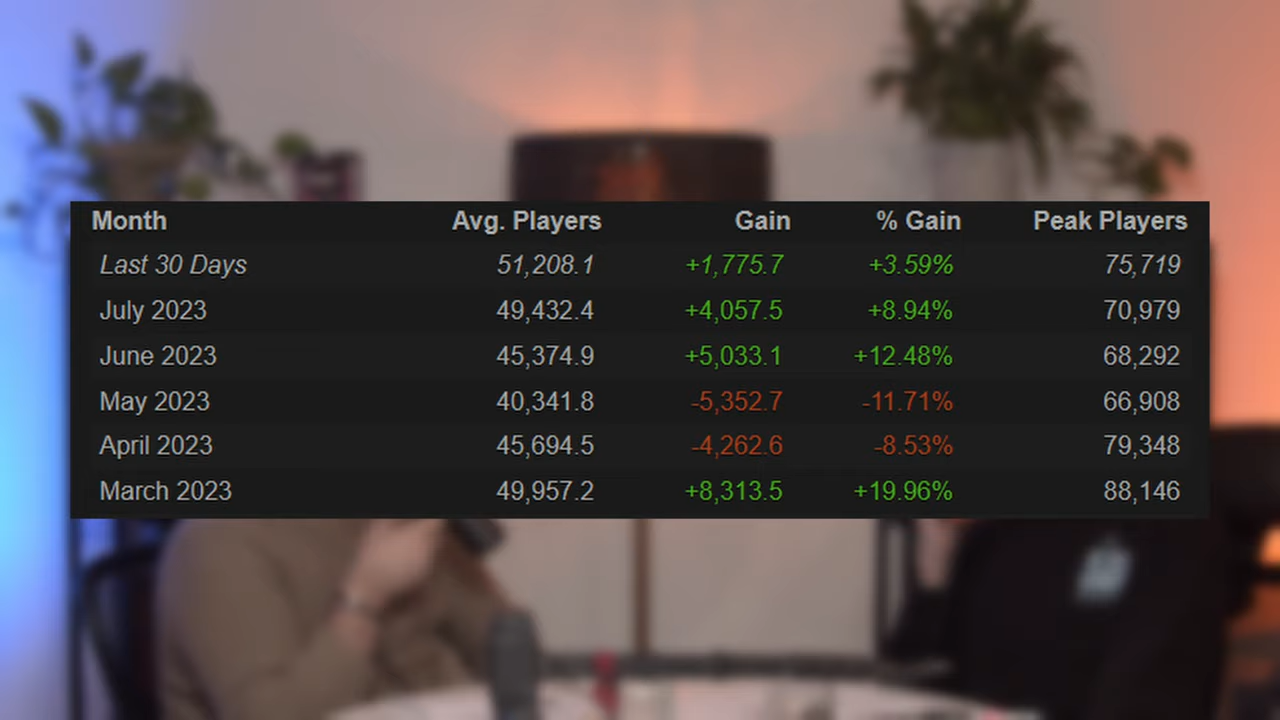 Month Avg. Players Gain % Gain Peak Players
Last 30 Days 51,208.1 +1,775.7 +3.59% 75,719
July 2023 49,432.4 +4,057.5 +8.94% 70,979
June 2023 45,374.9 +5,033.1 +12.48% 68,292
May 2023 40,341.8 -5,352.7 -11.71% 66,908
April 2023 45,694.5 -4,262.6 -8.53% 79,348
March 2023 49,957.2 +8,313.5 +19.96% 88,146